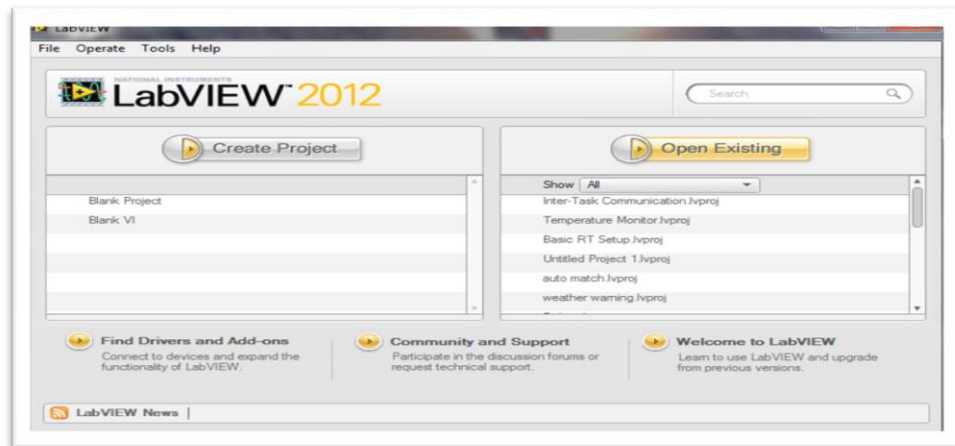 LabVIEW
File Operate Tools Help
NATIONAL INSTRUMENTS
LabVIEW™ 2012
Search
Create Project
Blank Project
Blank VI
Open Existing
Show All
Inter-Task Communication.lvproj
Temperature Monitor.lvproj
Basic RT Setup.lvproj
Untitled Project 1.lvproj
auto match.lvproj
weather warning.lvproj
Find Drivers and Add-ons
Connect to devices and expand the
functionality of LabVIEW.
Community and Support
Participate in the discussion forums or
request technical support.
Welcome to LabVIEW
Learn to use LabVIEW and upgrade
from previous versions.
LabVIEW News |